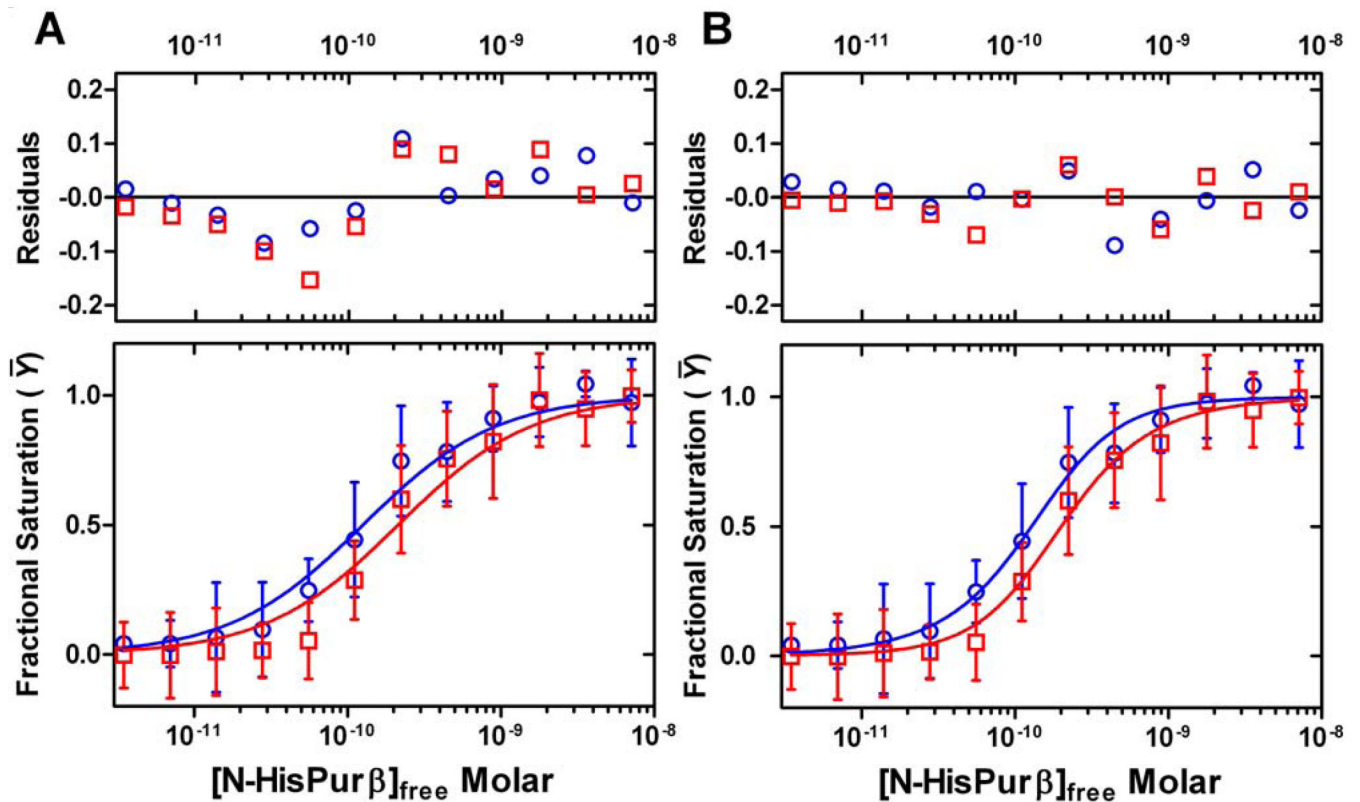 A
10⁻¹¹ 10⁻¹⁰ 10⁻⁹ 10⁻⁸
Residuals
0.2
0.1
-0.0
-0.1
-0.2
Fractional Saturation (Y̅)
1.0
0.5
0.0
10⁻¹¹ 10⁻¹⁰ 10⁻⁹ 10⁻⁸
[N-HisPurβ]free Molar
B
10⁻¹¹ 10⁻¹⁰ 10⁻⁹ 10⁻⁸
Residuals
0.2
0.1
-0.0
-0.1
-0.2
Fractional Saturation (Y̅)
1.0
0.5
0.0
10⁻¹¹ 10⁻¹⁰ 10⁻⁹ 10⁻⁸
[N-HisPurβ]free Molar